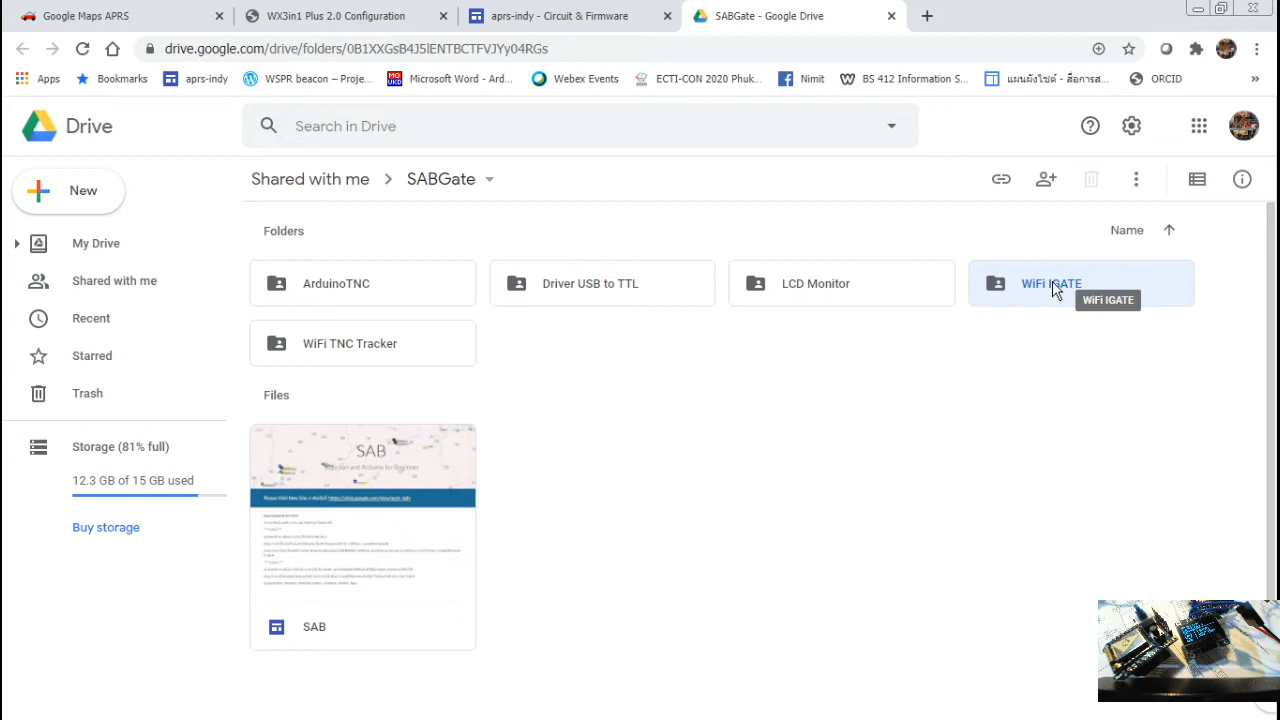 Google Maps APRS
WX3in1 Plus 2.0 Configuration
aprs-indy - Circuit & Firmware
SABGate - Google Drive
drive.google.com/drive/folders/0B1XXGsB4J5lENTBCTFVJYy04RGs
Apps
Bookmarks
aprs-indy
WSPR beacon – Proje...
Microsoft Word - Ard...
Webex Events
ECTI-CON 2020 Phuk...
Nimit
BS 412 Information S...
แผนผังไซต์ - สื่อการส...
ORCID
Drive
Search in Drive
New
Shared with me
SABGate
My Drive
Shared with me
Recent
Starred
Trash
Storage (81% full)
12.3 GB of 15 GB used
Buy storage
Folders
Name
ArduinoTNC
Driver USB to TTL
LCD Monitor
WiFi IGATE
WiFi IGATE
WiFi TNC Tracker
Files
SAB
SAB